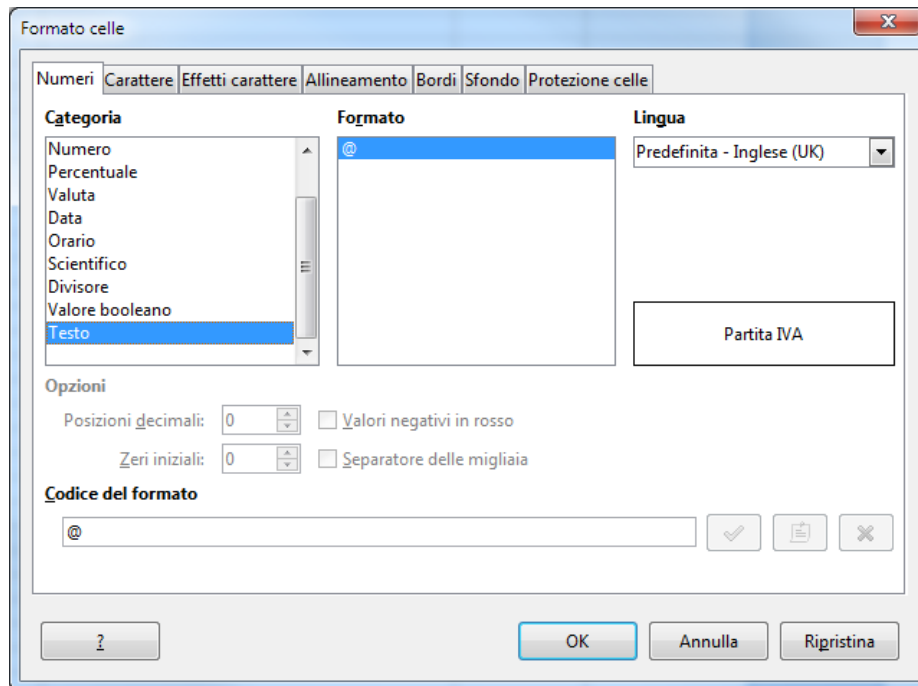 Formato celle
Numeri Carattere Effetti carattere Allineamento Bordi Sfondo Protezione celle
Categoria
Numero
Percentuale
Valuta
Data
Orario
Scientifico
Divisore
Valore booleano
Testo
Formato
@
Lingua
Predefinita - Inglese (UK)
Partita IVA
Opzioni
Posizioni decimali: 0 Valori negativi in rosso
Zeri iniziali: 0 Separatore delle migliaia
Codice del formato
@
? OK Annulla Ripristina